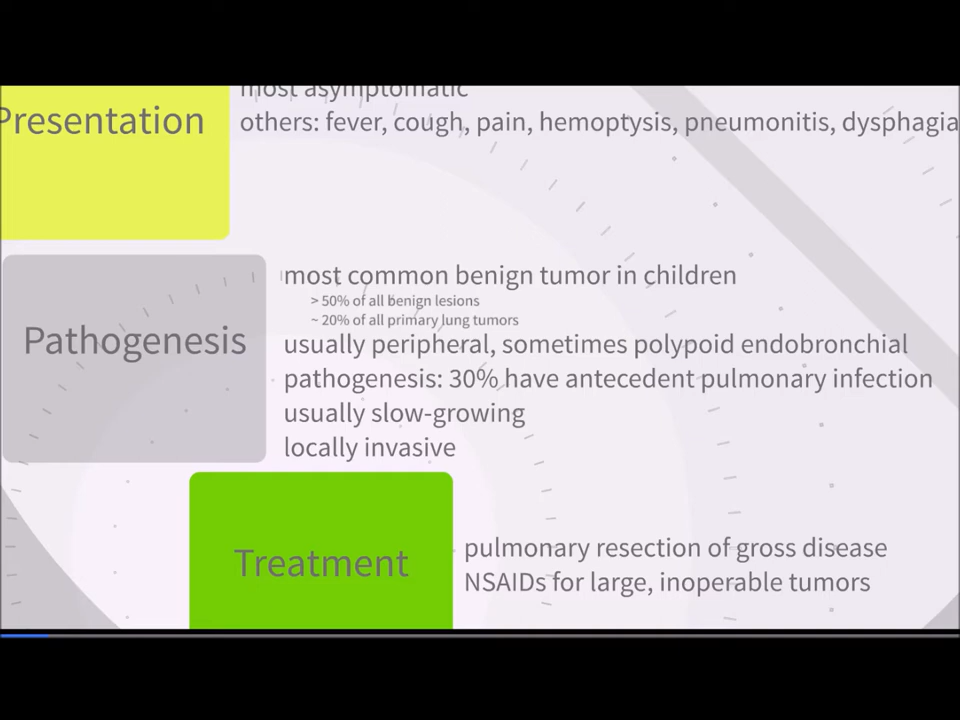 most asymptomatic
Presentation
others: fever, cough, pain, hemoptysis, pneumonitis, dysphagia
most common benign tumor in children
> 50% of all benign lesions
~ 20% of all primary lung tumors
Pathogenesis
usually peripheral, sometimes polypoid endobronchial
pathogenesis: 30% have antecedent pulmonary infection
usually slow-growing
locally invasive
Treatment
pulmonary resection of gross disease
NSAIDs for large, inoperable tumors